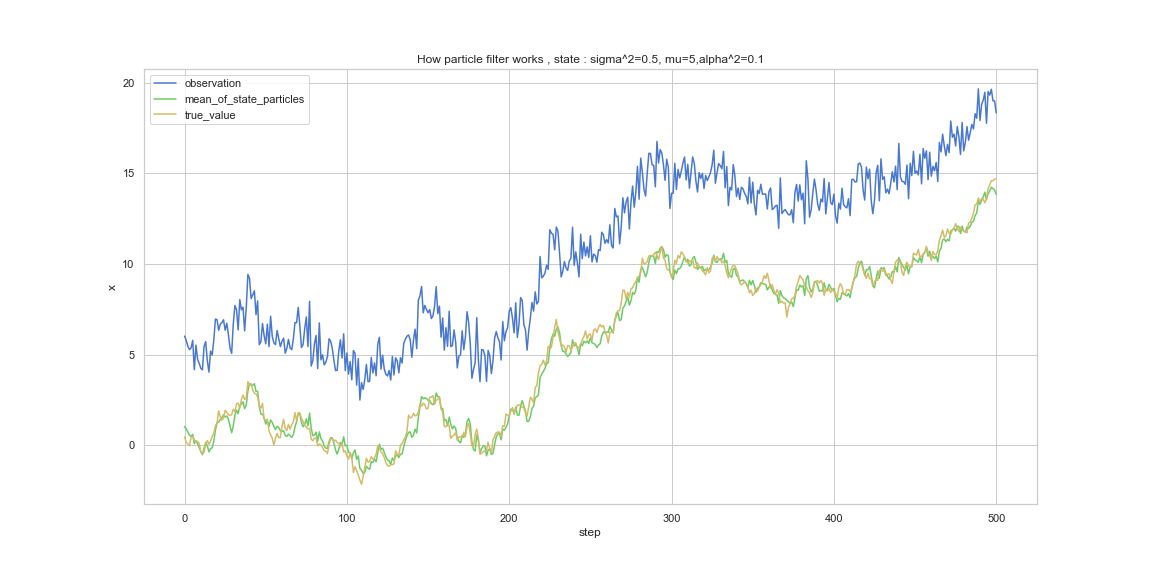 How particle filter works , state : sigma^2=0.5, mu=5,alpha^2=0.1
20
15
10
5
0
x
observation
mean_of_state_particles
true_value
0 100 200 300 400 500
step